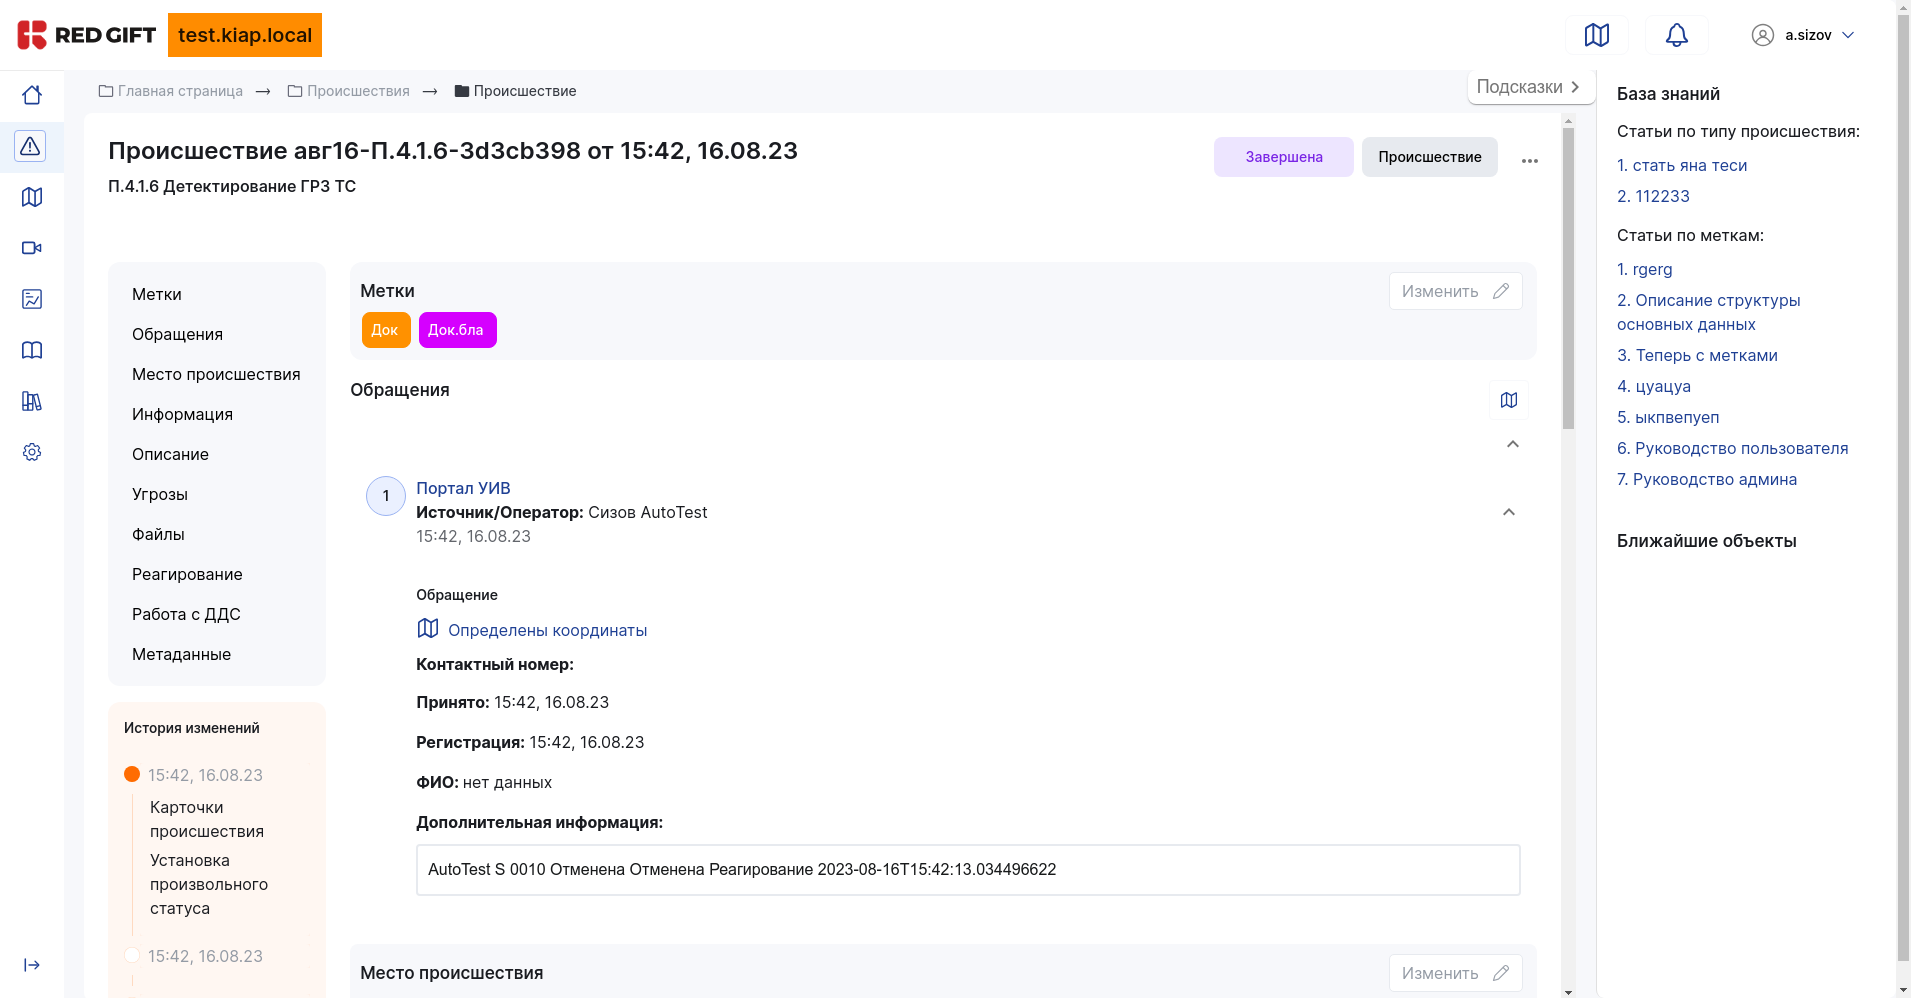 RED GIFT
test.kiap.local
a.sizov
Главная страница
Происшествия
Происшествие
Подсказки
Происшествие авг16-П.4.1.6-3d3cb398 от 15:42, 16.08.23
Завершена
Происшествие
П.4.1.6 Детектирование ГРЗ ТС
Метки
Обращения
Место происшествия
Информация
Описание
Угрозы
Файлы
Реагирование
Работа с ДДС
Метаданные
История изменений
15:42, 16.08.23
Карточки
происшествия
Установка
произвольного
статуса
15:42, 16.08.23
Метки
Изменить
Док
Док.бла
Обращения
1
Портал УИВ
Источник/Оператор: Сизов AutoTest
15:42, 16.08.23
Обращение
Определены координаты
Контактный номер:
Принято: 15:42, 16.08.23
Регистрация: 15:42, 16.08.23
ФИО: нет данных
Дополнительная информация:
AutoTest S 0010 Отменена Отменена Реагирование 2023-08-16T15:42:13.034496622
Место происшествия
Изменить
База знаний
Статьи по типу происшествия:
1. стать яна теси
2. 112233
Статьи по меткам:
1. rgerg
2. Описание структуры
основных данных
3. Теперь с метками
4. цуацуа
5. ыкпвепуеп
6. Руководство пользователя
7. Руководство админа
Ближайшие объекты